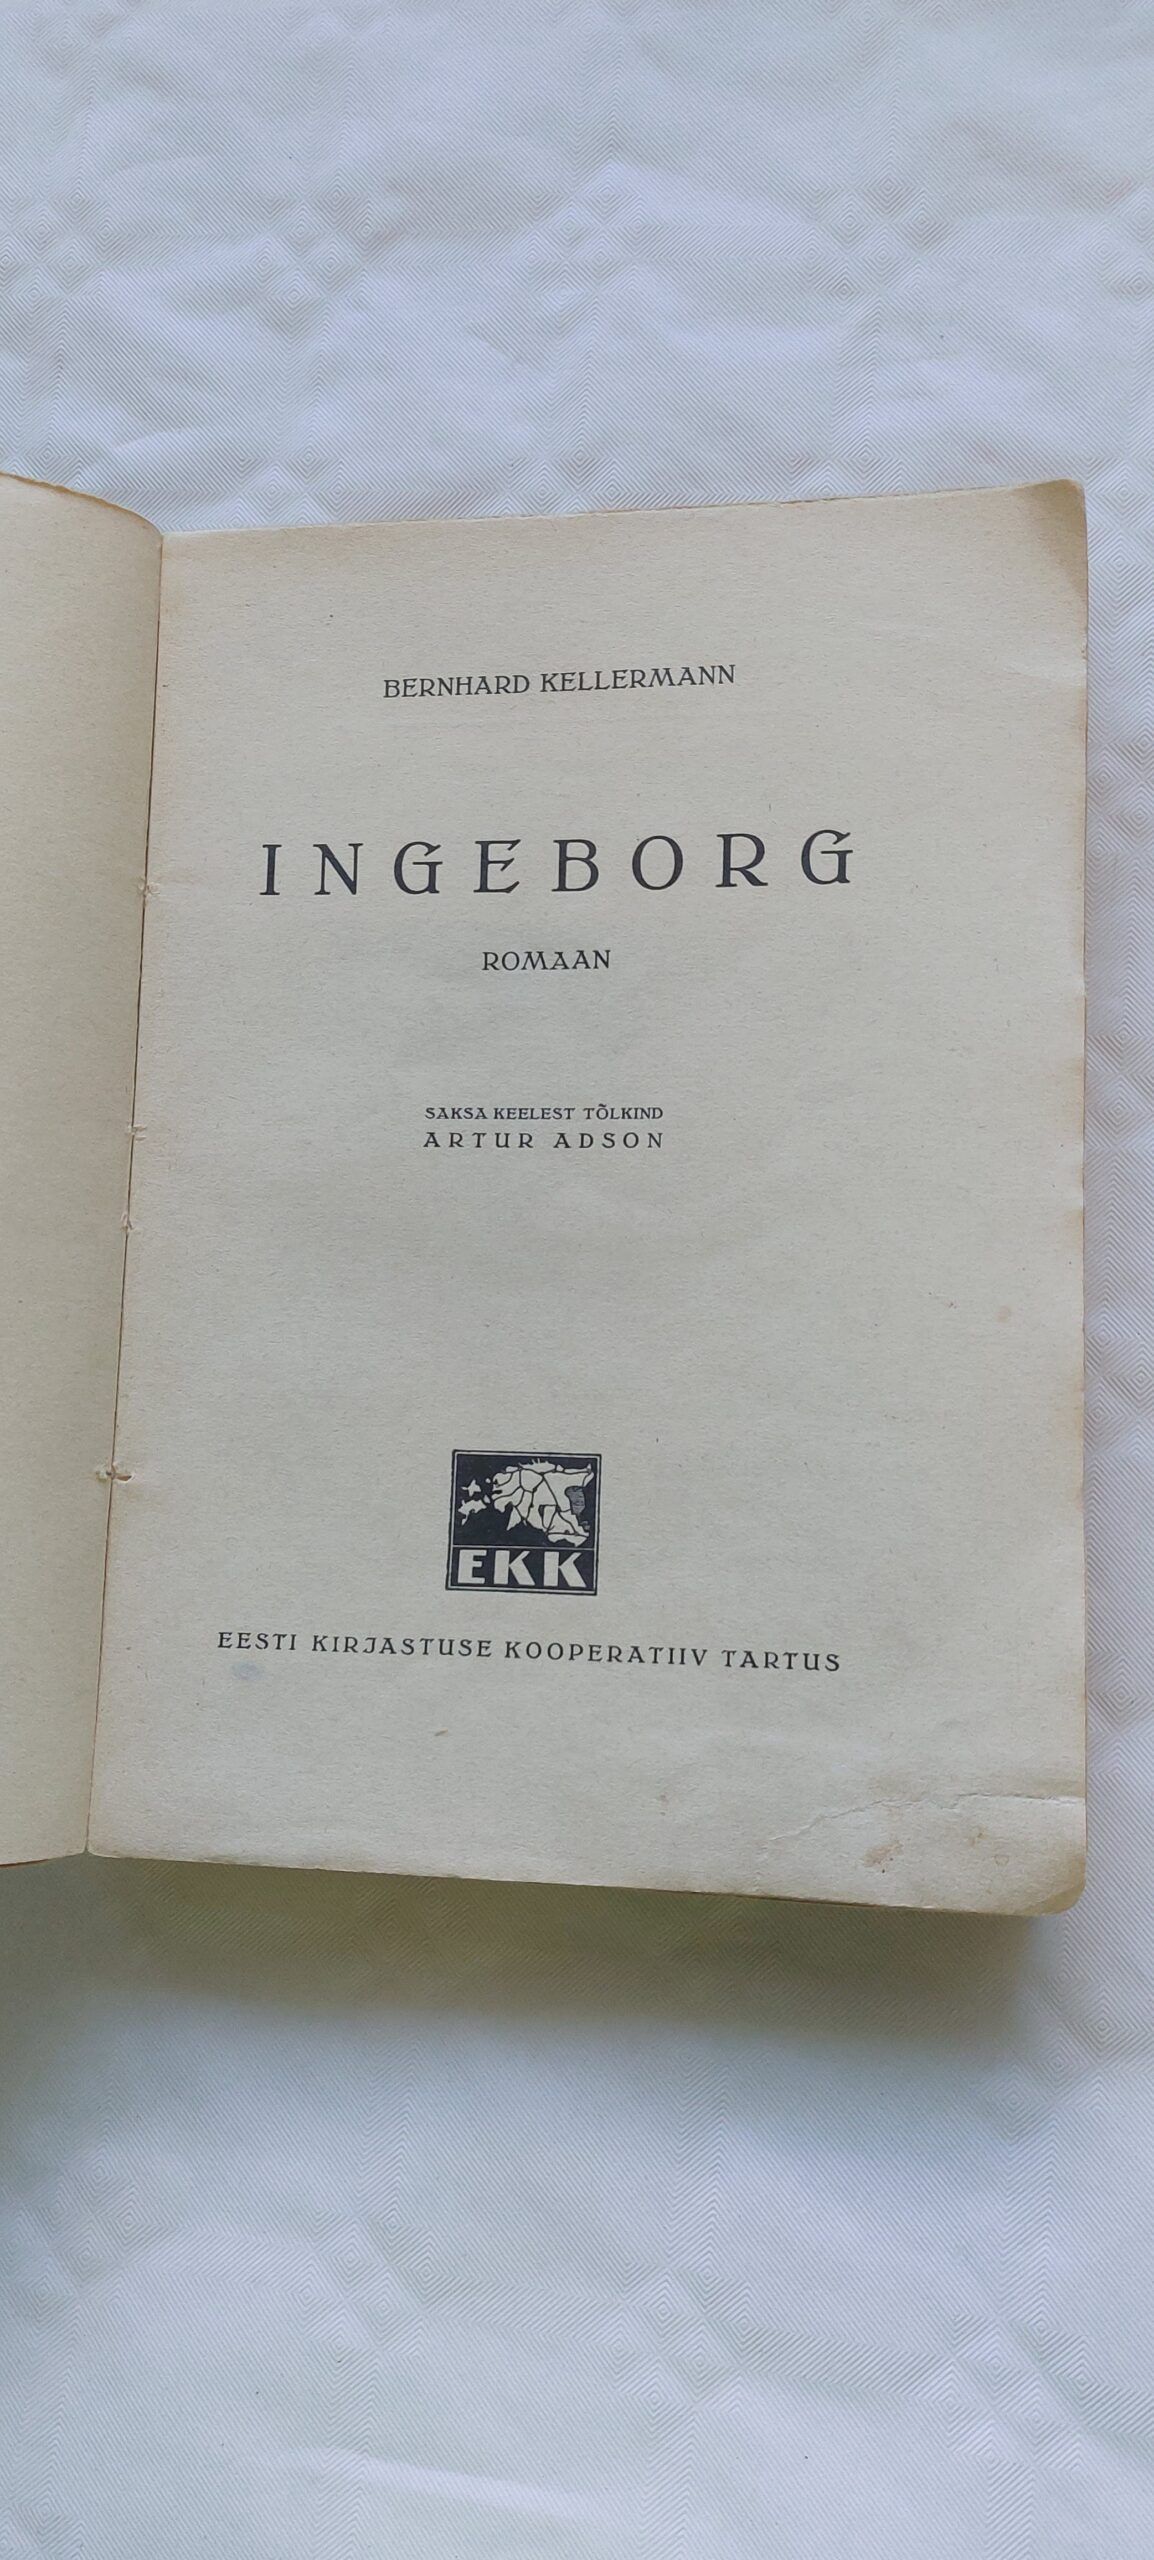 BERNHARD KELLERMANN
INGEBORG
ROMAAN
SAKSA KEELEST TÕLKIND
ARTUR ADSON
EKK
EESTI KIRJASTUSE KOOPERATIIV TARTUS